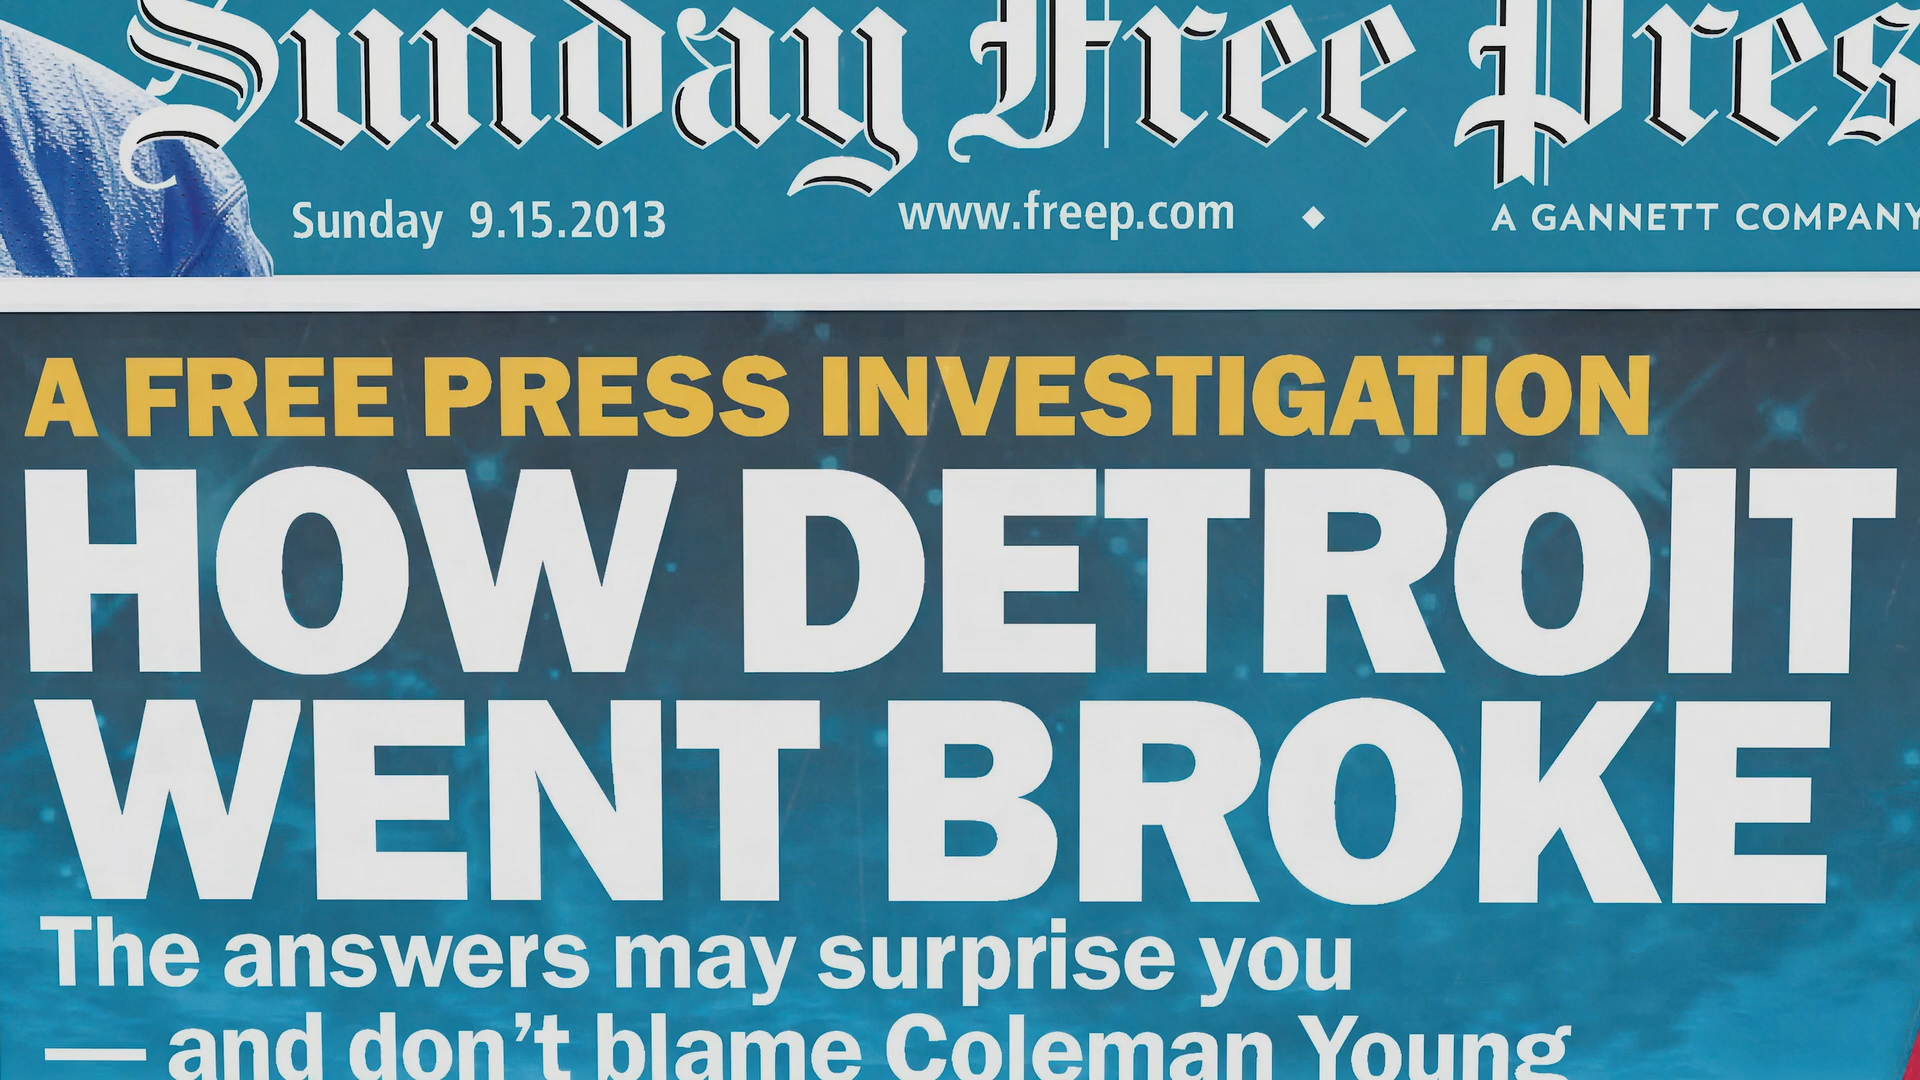 Sunday Free Pres
Sunday 9.15.2013 www.freep.com ◆ A GANNETT COMPANY
A FREE PRESS INVESTIGATION
HOW DETROIT
WENT BROKE
The answers may surprise you
— and don’t blame Coleman Young